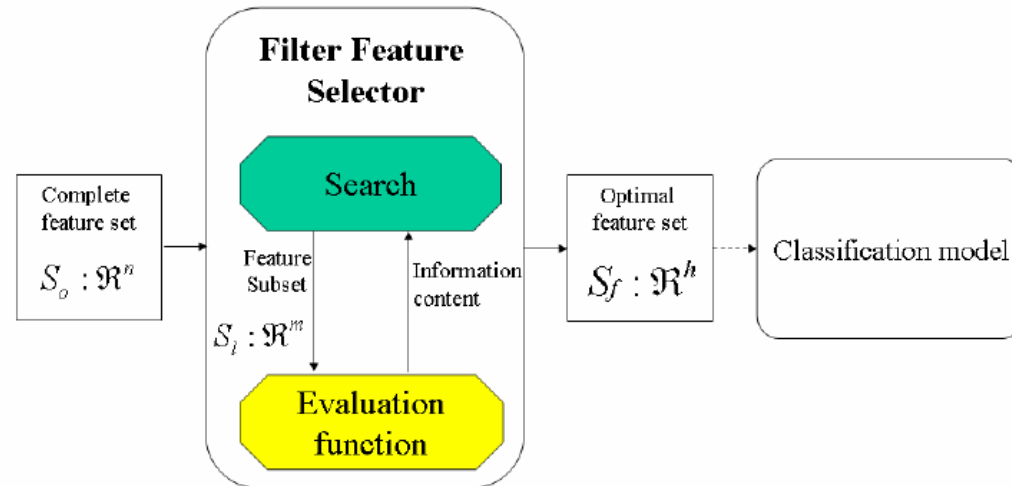 Filter Feature
Selector
Complete
feature set
S_o : ℜ^n
Search
Feature
Subset
S_i : ℜ^m
Information
content
Evaluation
function
Optimal
feature set
S_f : ℜ^h
Classification model